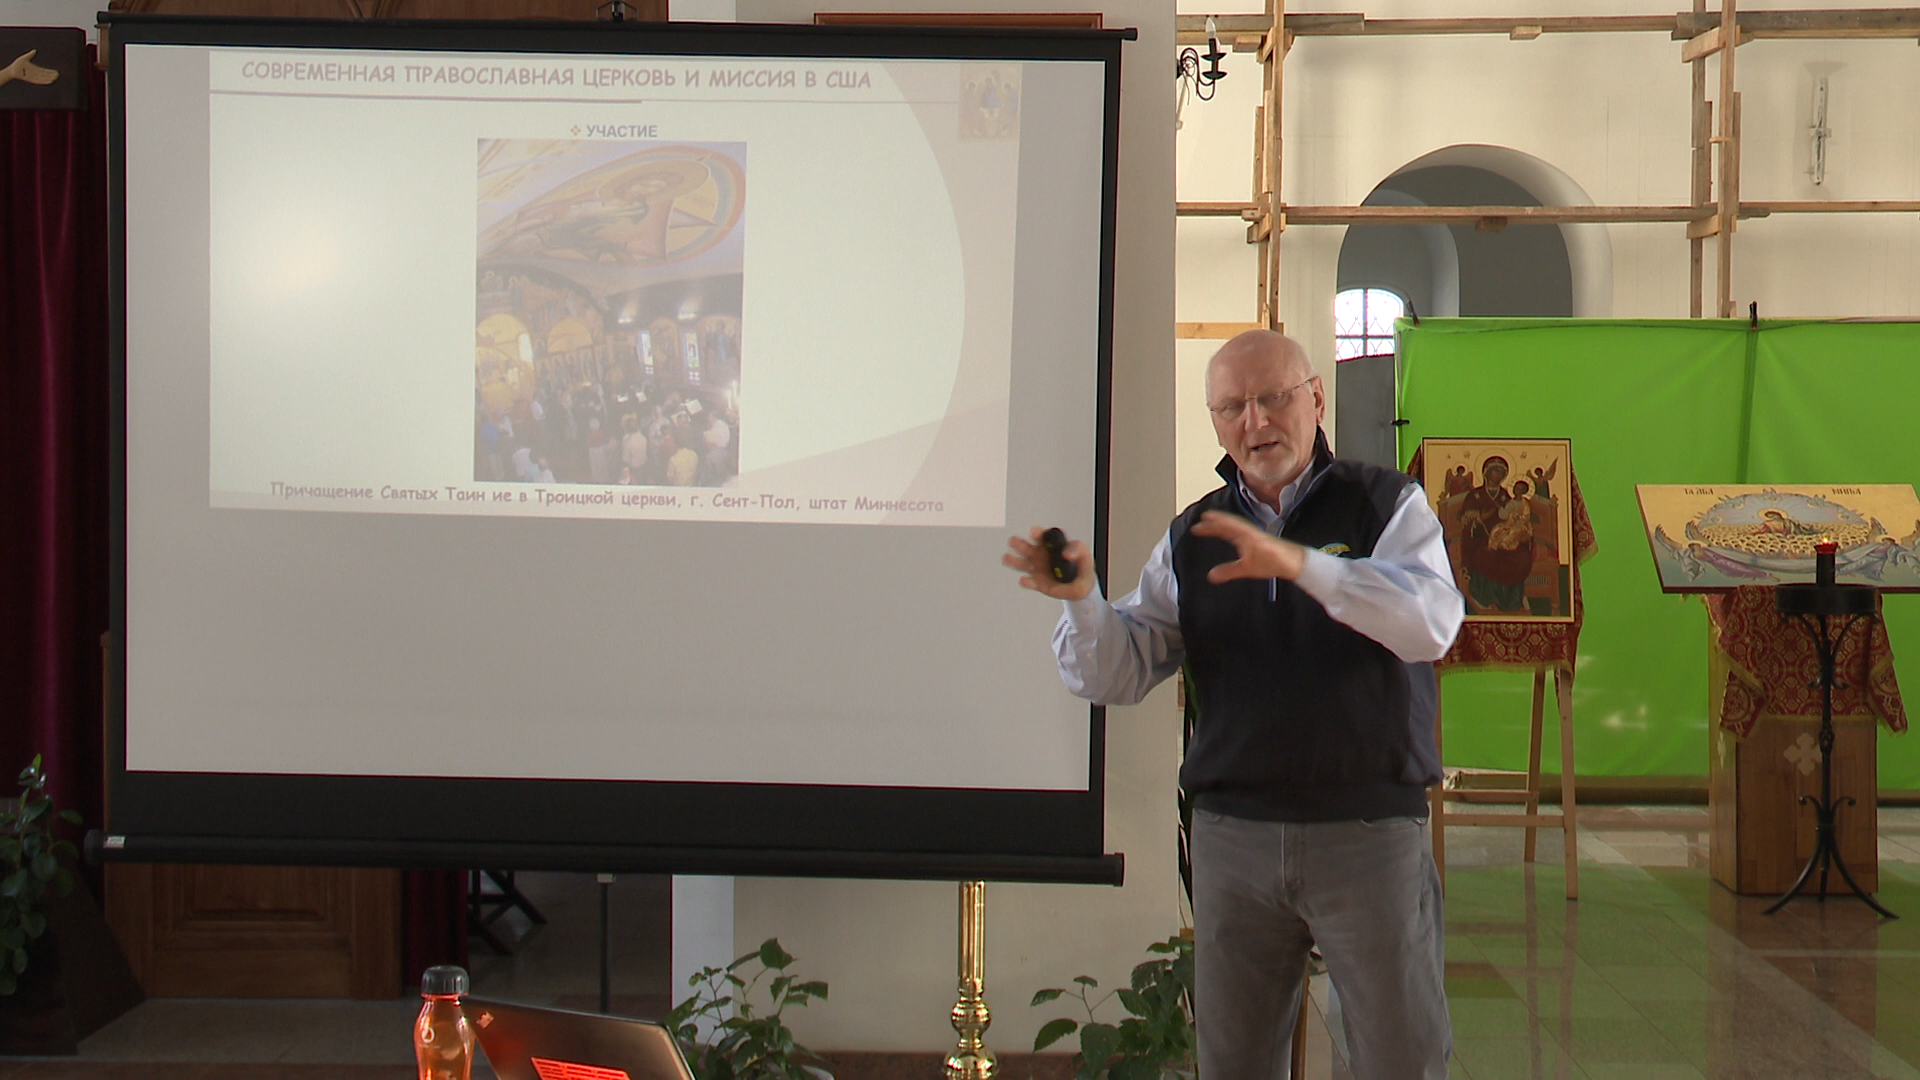 СОВРЕМЕННАЯ ПРАВОСЛАВНАЯ ЦЕРКОВЬ И МИССИЯ В США
УЧАСТИЕ
Причащение Святых Таин ие в Троицкой церкви, г. Сент-Пол, штат Миннесота